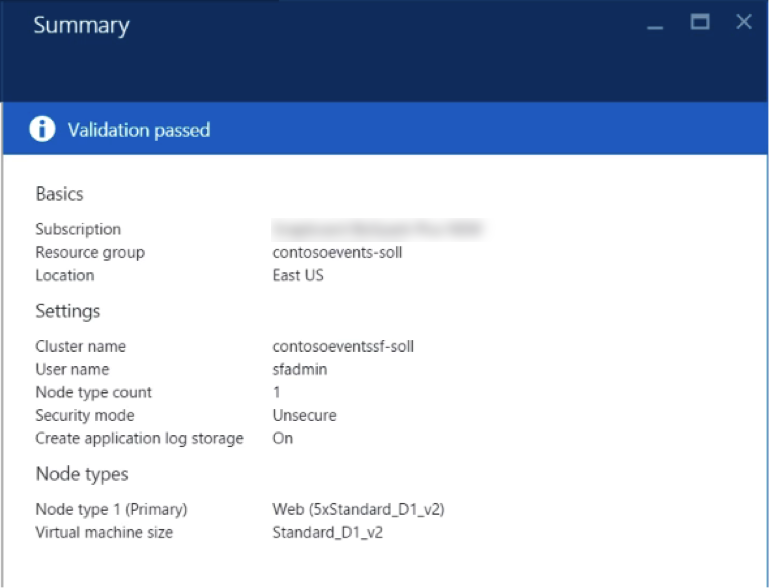 Summary
Validation passed
Basics
Subscription
Resource group contosoevents-soll
Location East US
Settings
Cluster name contosoeventssf-soll
User name sfadmin
Node type count 1
Security mode Unsecure
Create application log storage On
Node types
Node type 1 (Primary) Web (5xStandard_D1_v2)
Virtual machine size Standard_D1_v2